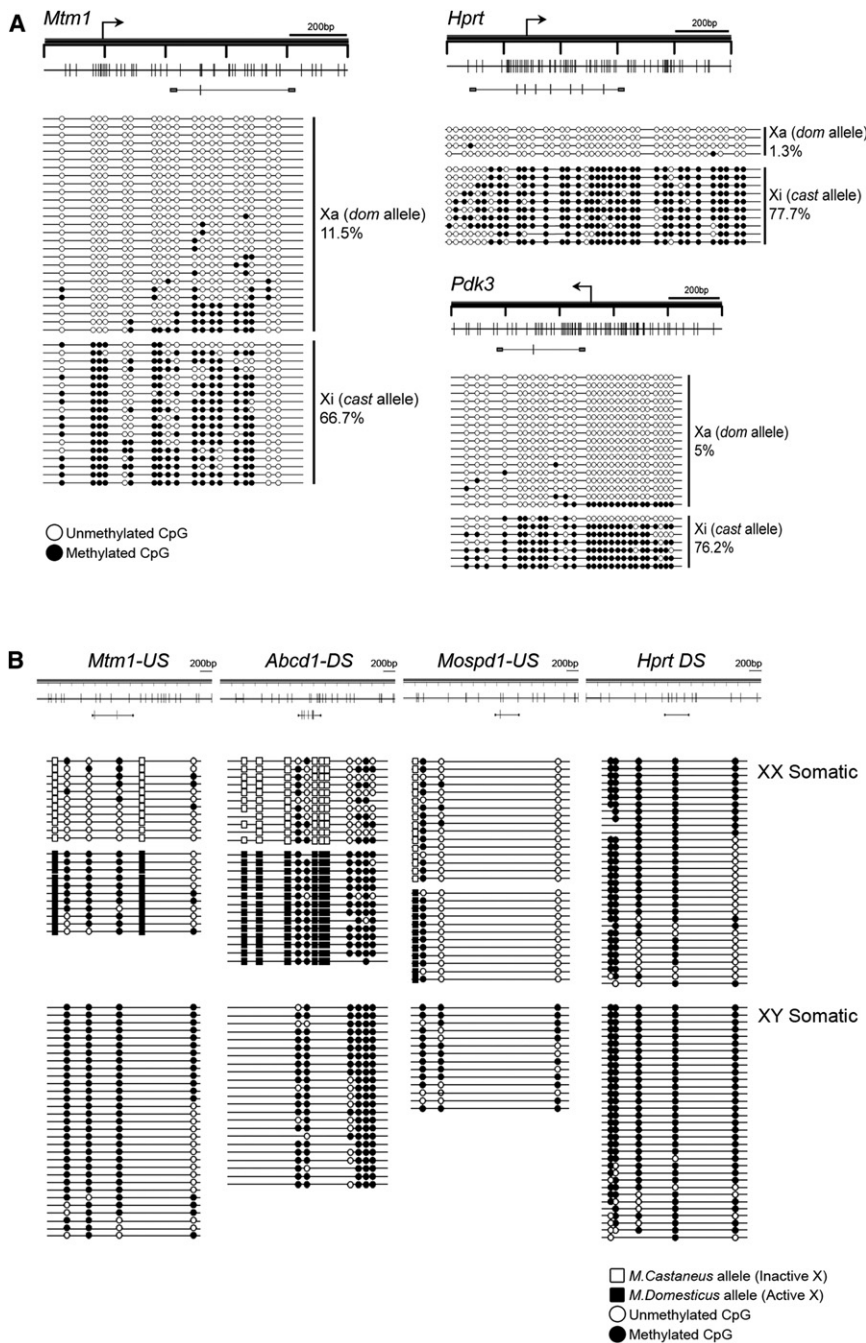 A
Mtm1
200bp
Xa (dom allele)
11.5%
Xi (cast allele)
66.7%
Unmethylated CpG
Methylated CpG
Hprt
200bp
Xa (dom allele)
1.3%
Xi (cast allele)
77.7%
Pdk3
200bp
Xa (dom allele)
5%
Xi (cast allele)
76.2%
B
Mtm1-US
200bp
Abcd1-DS
200bp
Mospd1-US
200bp
Hprt DS
200bp
XX Somatic
XY Somatic
M.Castaneus allele (Inactive X)
M.Domesticus allele (Active X)
Unmethylated CpG
Methylated CpG